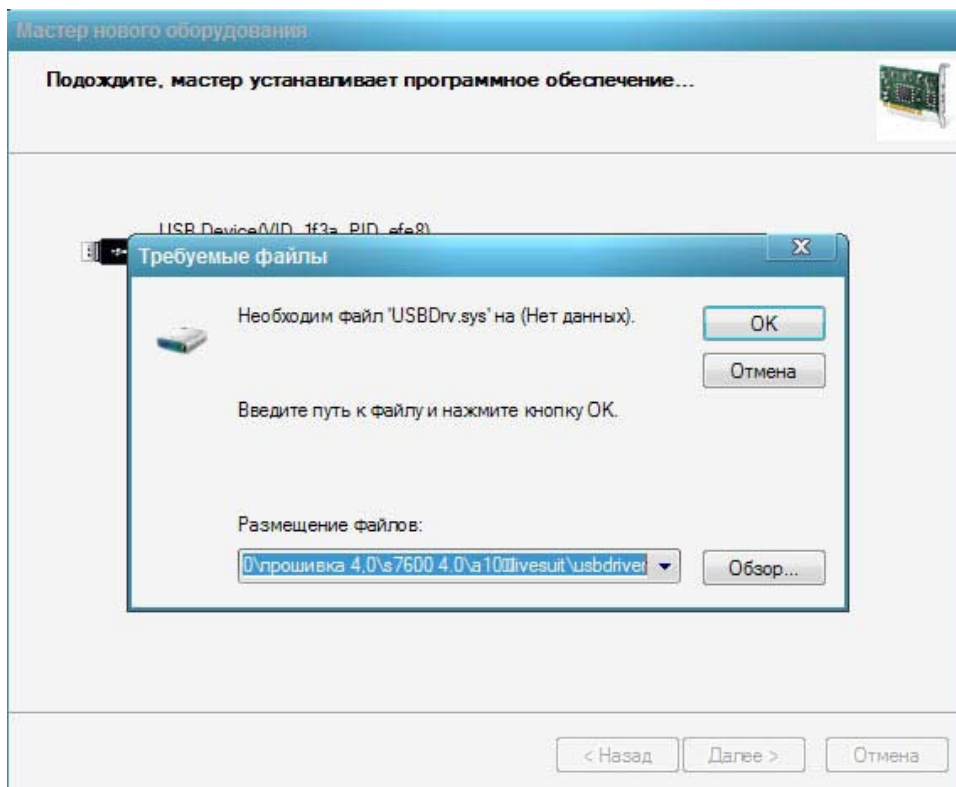 Мастер нового оборудования
Подождите, мастер устанавливает программное обеспечение...
USB Device(VID_1f3a_PID_efe8)
Требуемые файлы
X
Необходим файл 'USBDrv.sys' на (Нет данных).
OK
Отмена
Введите путь к файлу и нажмите кнопку ОК.
Размещение файлов:
0\прошивка 4,0\s7600 4.0\a10livesuit\usbdriver
Обзор...
< Назад
Далее >
Отмена